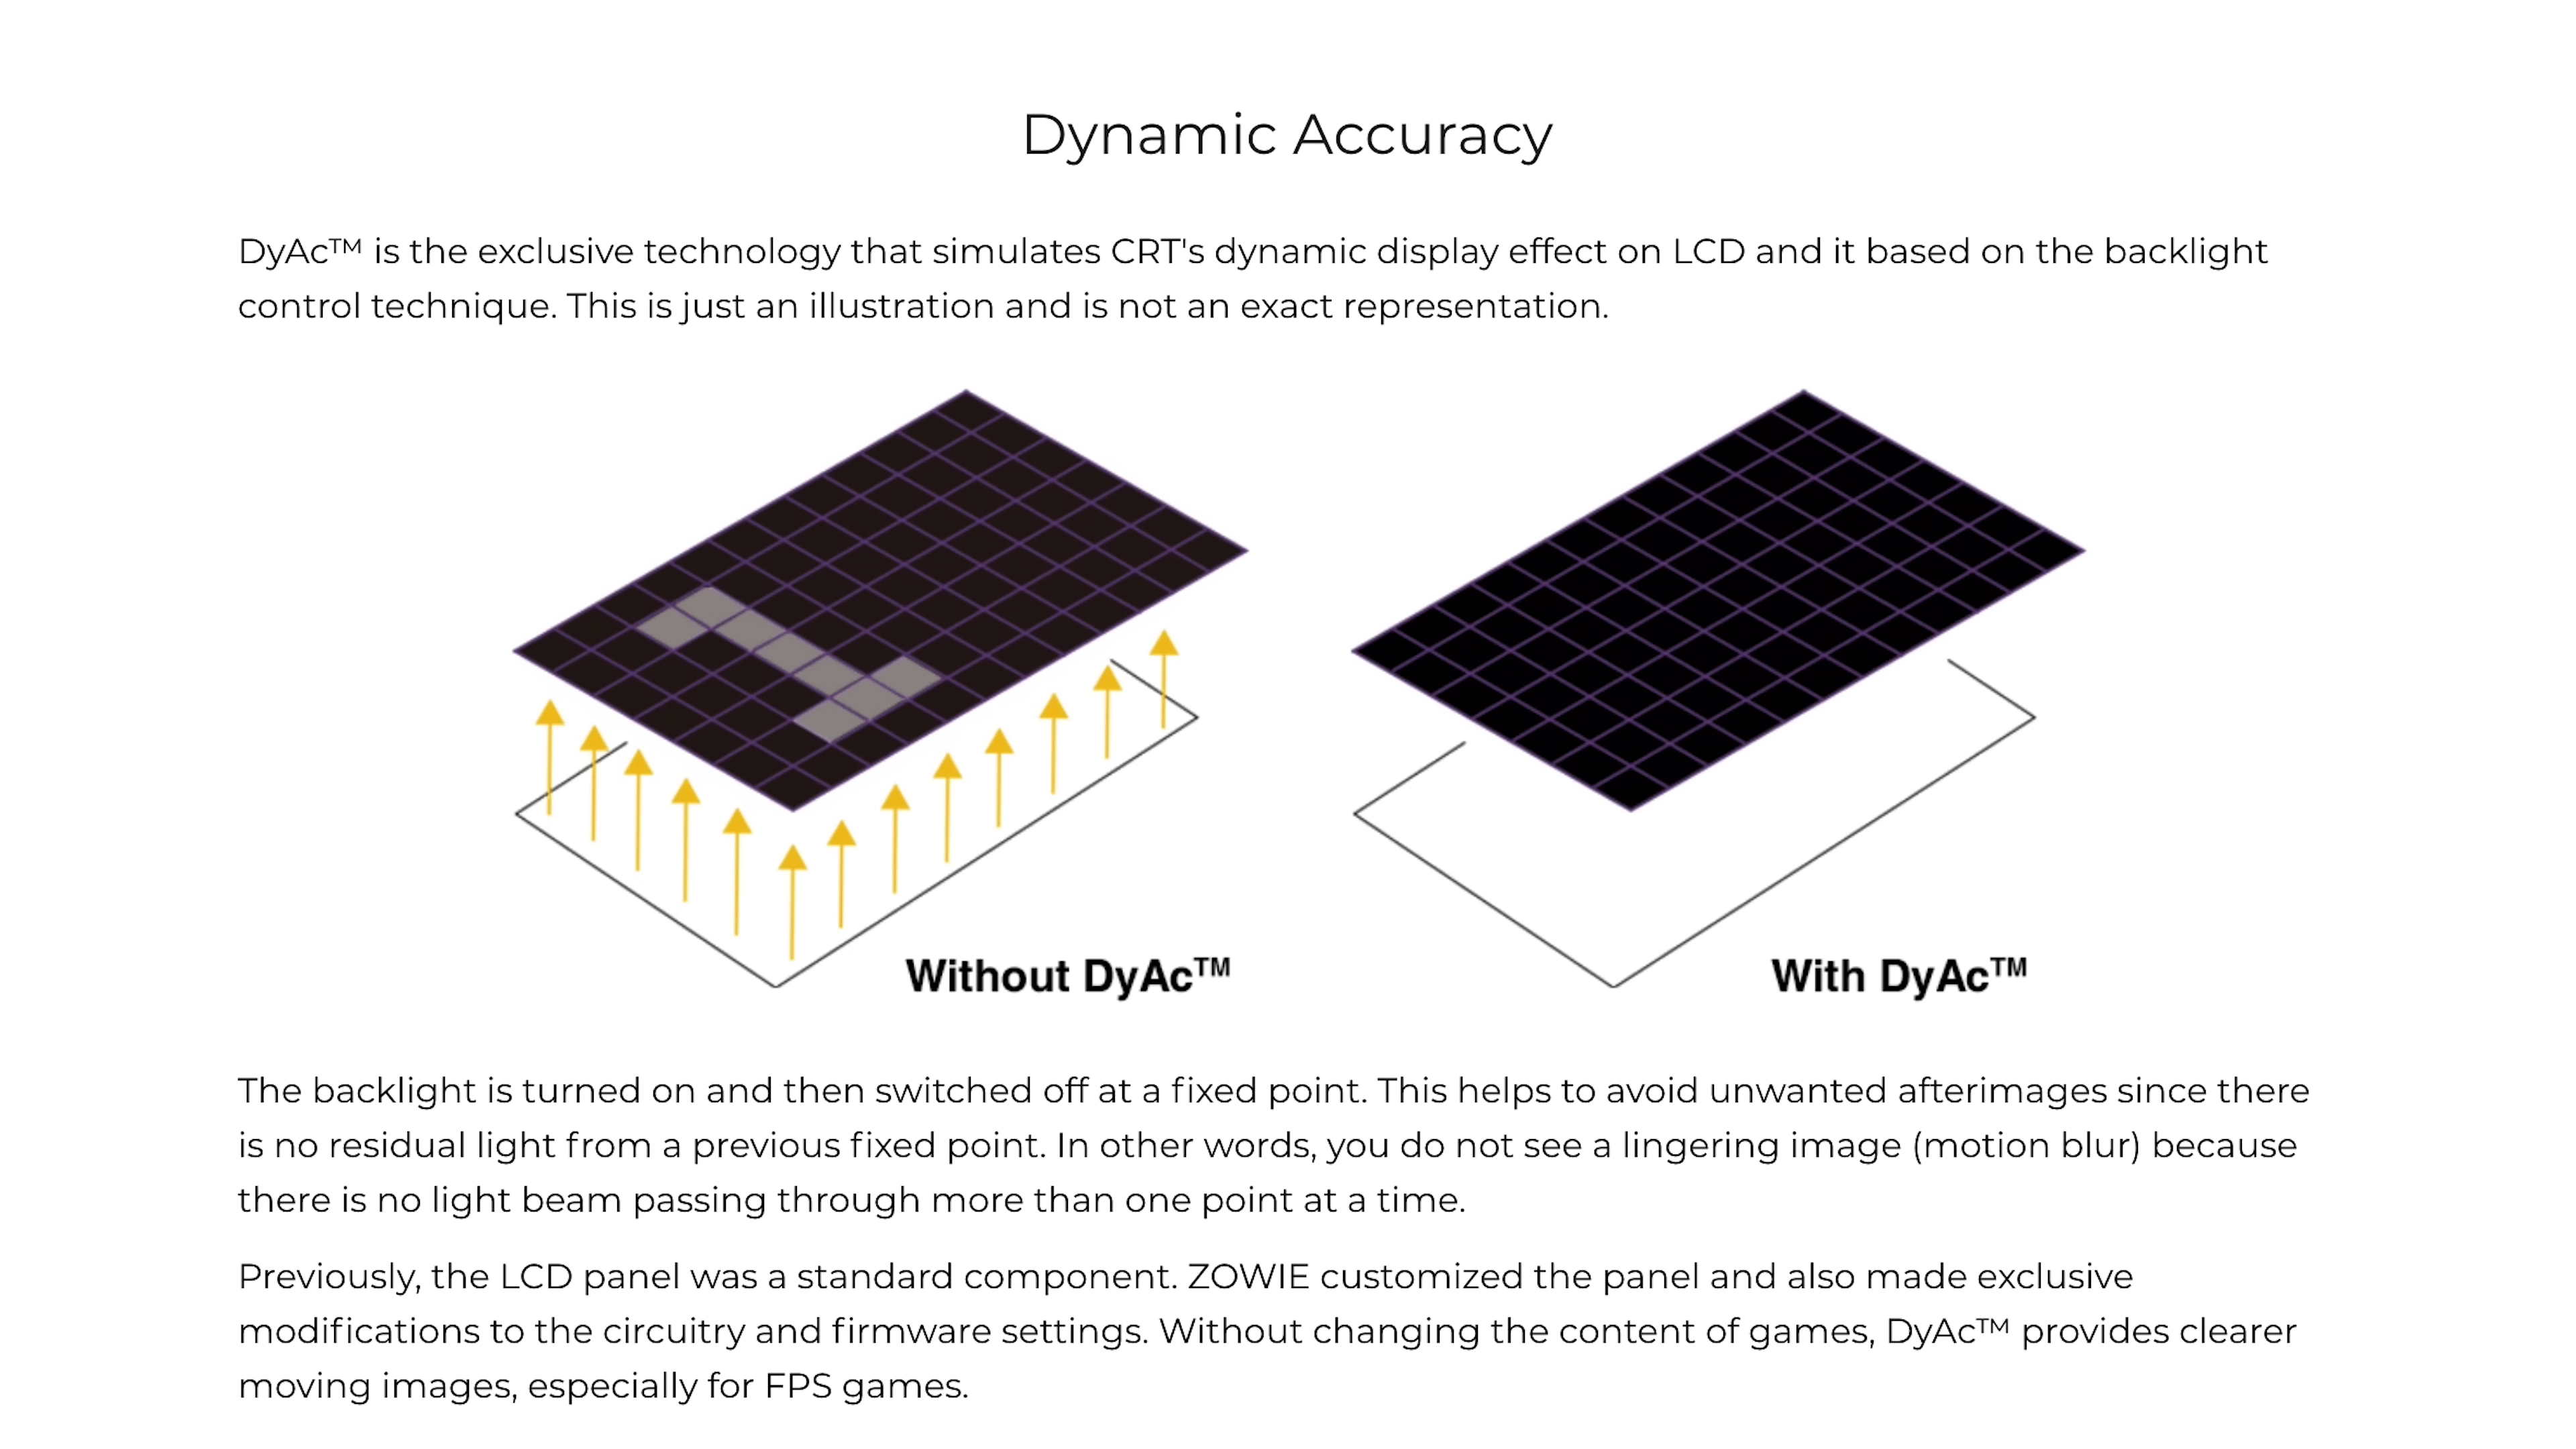 Dynamic Accuracy
DyAc™ is the exclusive technology that simulates CRT's dynamic display effect on LCD and it based on the backlight
control technique. This is just an illustration and is not an exact representation.
Without DyAc™
With DyAc™
The backlight is turned on and then switched off at a fixed point. This helps to avoid unwanted afterimages since there
is no residual light from a previous fixed point. In other words, you do not see a lingering image (motion blur) because
there is no light beam passing through more than one point at a time.
Previously, the LCD panel was a standard component. ZOWIE customized the panel and also made exclusive
modifications to the circuitry and firmware settings. Without changing the content of games, DyAc™ provides clearer
moving images, especially for FPS games.